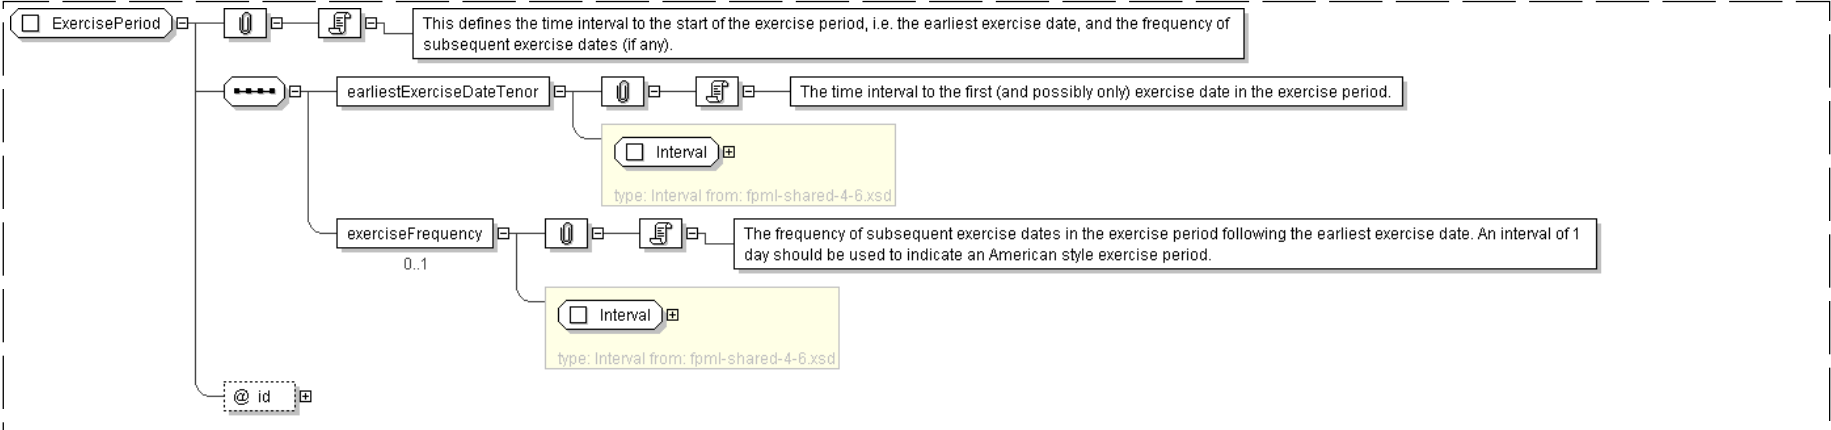 ExercisePeriod
This defines the time interval to the start of the exercise period, i.e. the earliest exercise date, and the frequency of
subsequent exercise dates (if any).
earliestExerciseDateTenor
The time interval to the first (and possibly only) exercise date in the exercise period.
Interval
type: Interval from: fpml-shared-4-6.xsd
exerciseFrequency
0..1
The frequency of subsequent exercise dates in the exercise period following the earliest exercise date. An interval of 1
day should be used to indicate an American style exercise period.
Interval
type: Interval from: fpml-shared-4-6.xsd
@ id